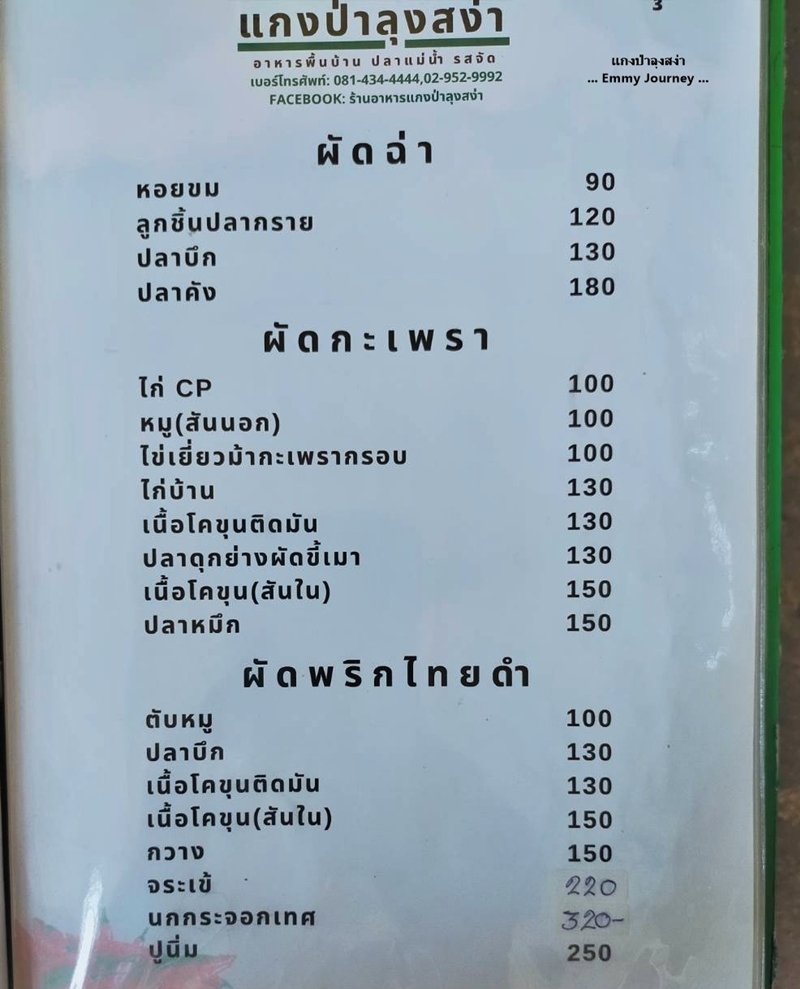 3
แกงป่าลุงสง่า
อาหารพื้นบ้าน ปลาแม่น้ำ รสจัด
เบอร์โทรศัพท์: 081-434-4444,02-952-9992
FACEBOOK: ร้านอาหารแกงป่าลุงสง่า
แกงป่าลุงสง่า
... Emmy Journey ...
ผัดฉ่า
หอยขม 90
ลูกชิ้นปลากราย 120
ปลาบึก 130
ปลาคัง 180
ผัดกะเพรา
ไก่ CP 100
หมู(สันนอก) 100
ไข่เยี่ยวม้ากะเพรากรอบ 100
ไก่บ้าน 130
เนื้อโคขุนติดมัน 130
ปลาดุกย่างผัดขี้เมา 130
เนื้อโคขุน(สันใน) 150
ปลาหมึก 150
ผัดพริกไทยดำ
ตับหมู 100
ปลาบึก 130
เนื้อโคขุนติดมัน 130
เนื้อโคขุน(สันใน) 150
กวาง 150
จระเข้ 220
นกกระจอกเทศ 320-
ปูนิ่ม 250